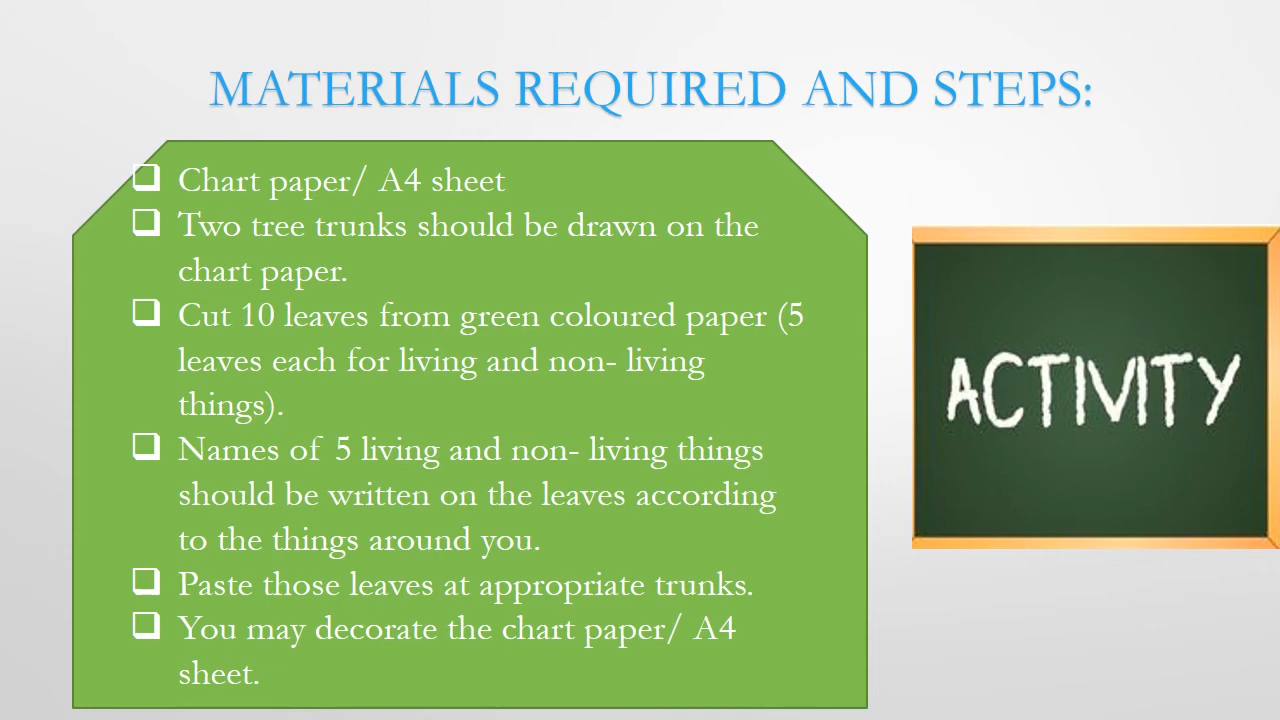 MATERIALS REQUIRED AND STEPS:
Chart paper/ A4 sheet
Two tree trunks should be drawn on the
chart paper.
Cut 10 leaves from green coloured paper (5
leaves each for living and non- living
things).
Names of 5 living and non- living things
should be written on the leaves according
to the things around you.
Paste those leaves at appropriate trunks.
You may decorate the chart paper/ A4
sheet.
ACTIVITY